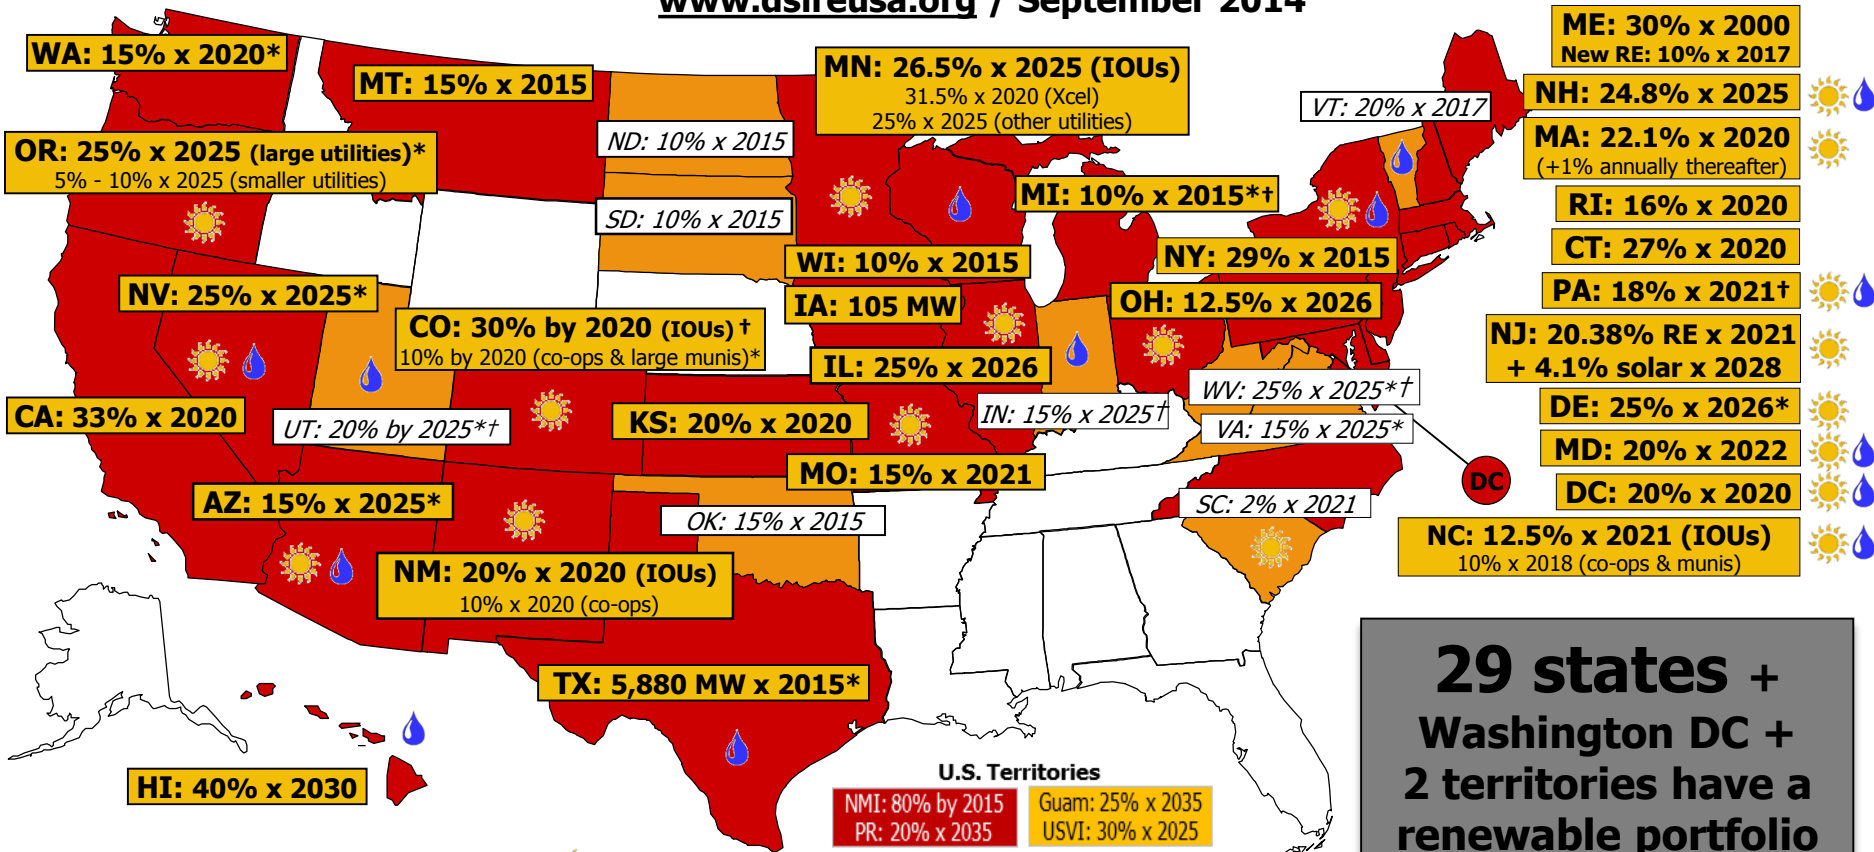 www.dsireusa.org / September 2014
WA: 15% x 2020*
MT: 15% x 2015
MN: 26.5% x 2025 (IOUs)
31.5% x 2020 (Xcel)
25% x 2025 (other utilities)
ME: 30% x 2000
New RE: 10% x 2017
VT: 20% x 2017
NH: 24.8% x 2025
ND: 10% x 2015
OR: 25% x 2025 (large utilities)*
5% - 10% x 2025 (smaller utilities)
MA: 22.1% x 2020
(+1% annually thereafter)
SD: 10% x 2015
MI: 10% x 2015*†
RI: 16% x 2020
WI: 10% x 2015
NY: 29% x 2015
CT: 27% x 2020
NV: 25% x 2025*
IA: 105 MW
OH: 12.5% x 2026
PA: 18% x 2021†
CO: 30% by 2020 (IOUs) †
10% by 2020 (co-ops & large munis)*
NJ: 20.38% RE x 2021
+ 4.1% solar x 2028
IL: 25% x 2026
WV: 25% x 2025*†
CA: 33% x 2020
UT: 20% by 2025*†
KS: 20% x 2020
IN: 15% x 2025†
VA: 15% x 2025*
DE: 25% x 2026*
MD: 20% x 2022
MO: 15% x 2021
DC
DC: 20% x 2020
AZ: 15% x 2025*
OK: 15% x 2015
SC: 2% x 2021
NC: 12.5% x 2021 (IOUs)
10% x 2018 (co-ops & munis)
NM: 20% x 2020 (IOUs)
10% x 2020 (co-ops)
TX: 5,880 MW x 2015*
HI: 40% x 2030
U.S. Territories
NMI: 80% by 2015
PR: 20% x 2035
Guam: 25% x 2035
USVI: 30% x 2025
29 states +
Washington DC +
2 territories have a
renewable portfolio